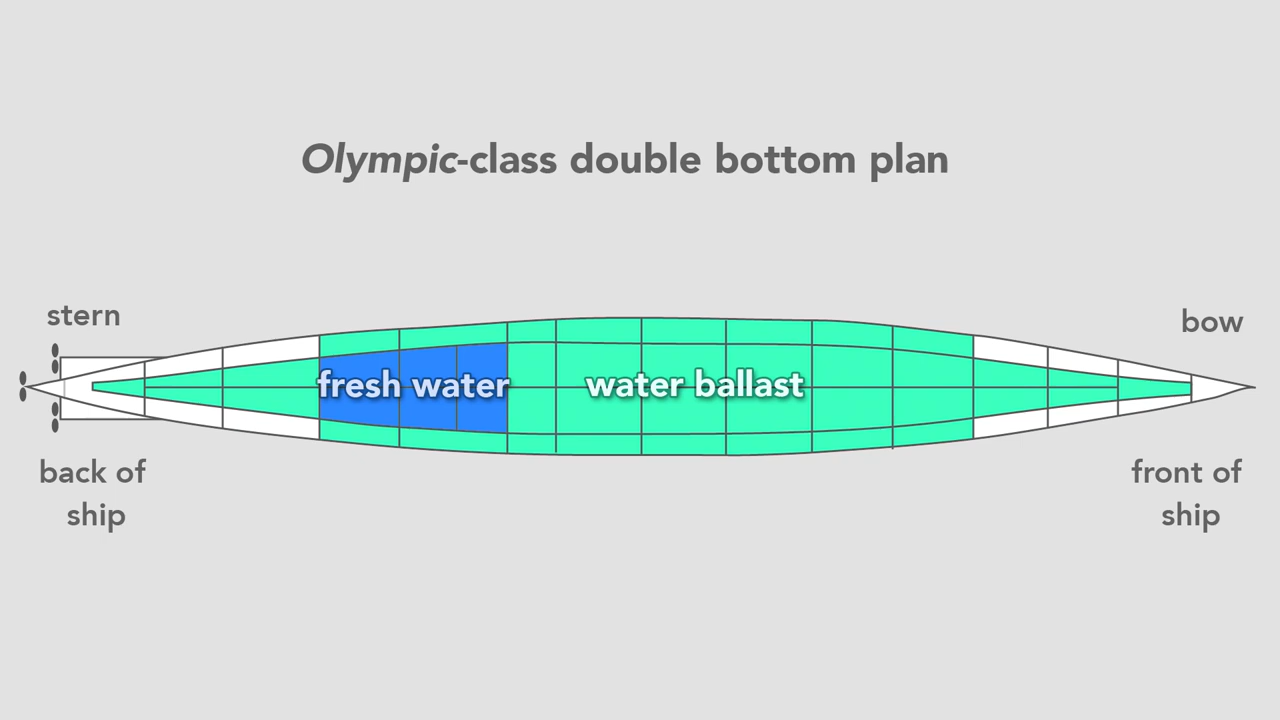 Olympic-class double bottom plan
stern
bow
fresh water
water ballast
back of
ship
front of
ship